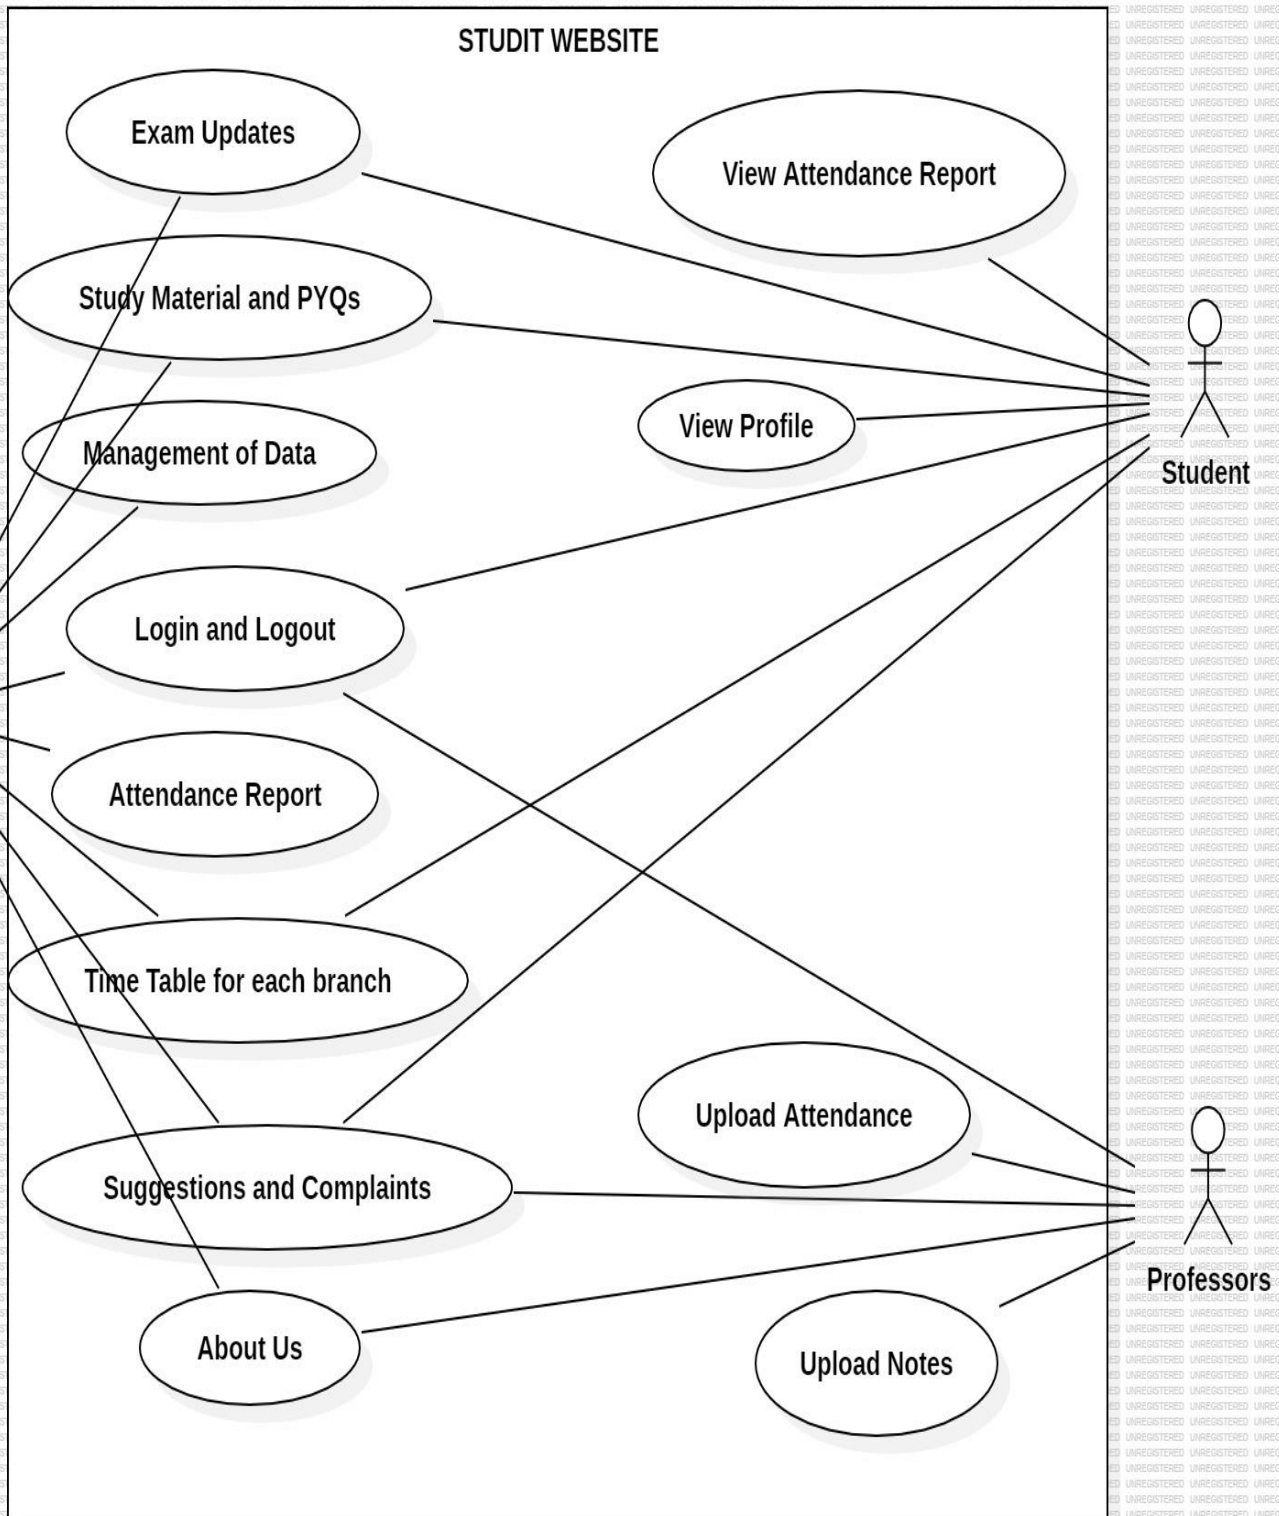 STUDIT WEBSITE
Exam Updates
View Attendance Report
Study Material and PYQs
View Profile
Management of Data
Student
Login and Logout
Attendance Report
Time Table for each branch
Upload Attendance
Suggestions and Complaints
Professors
About Us
Upload Notes
UNREGISTERED